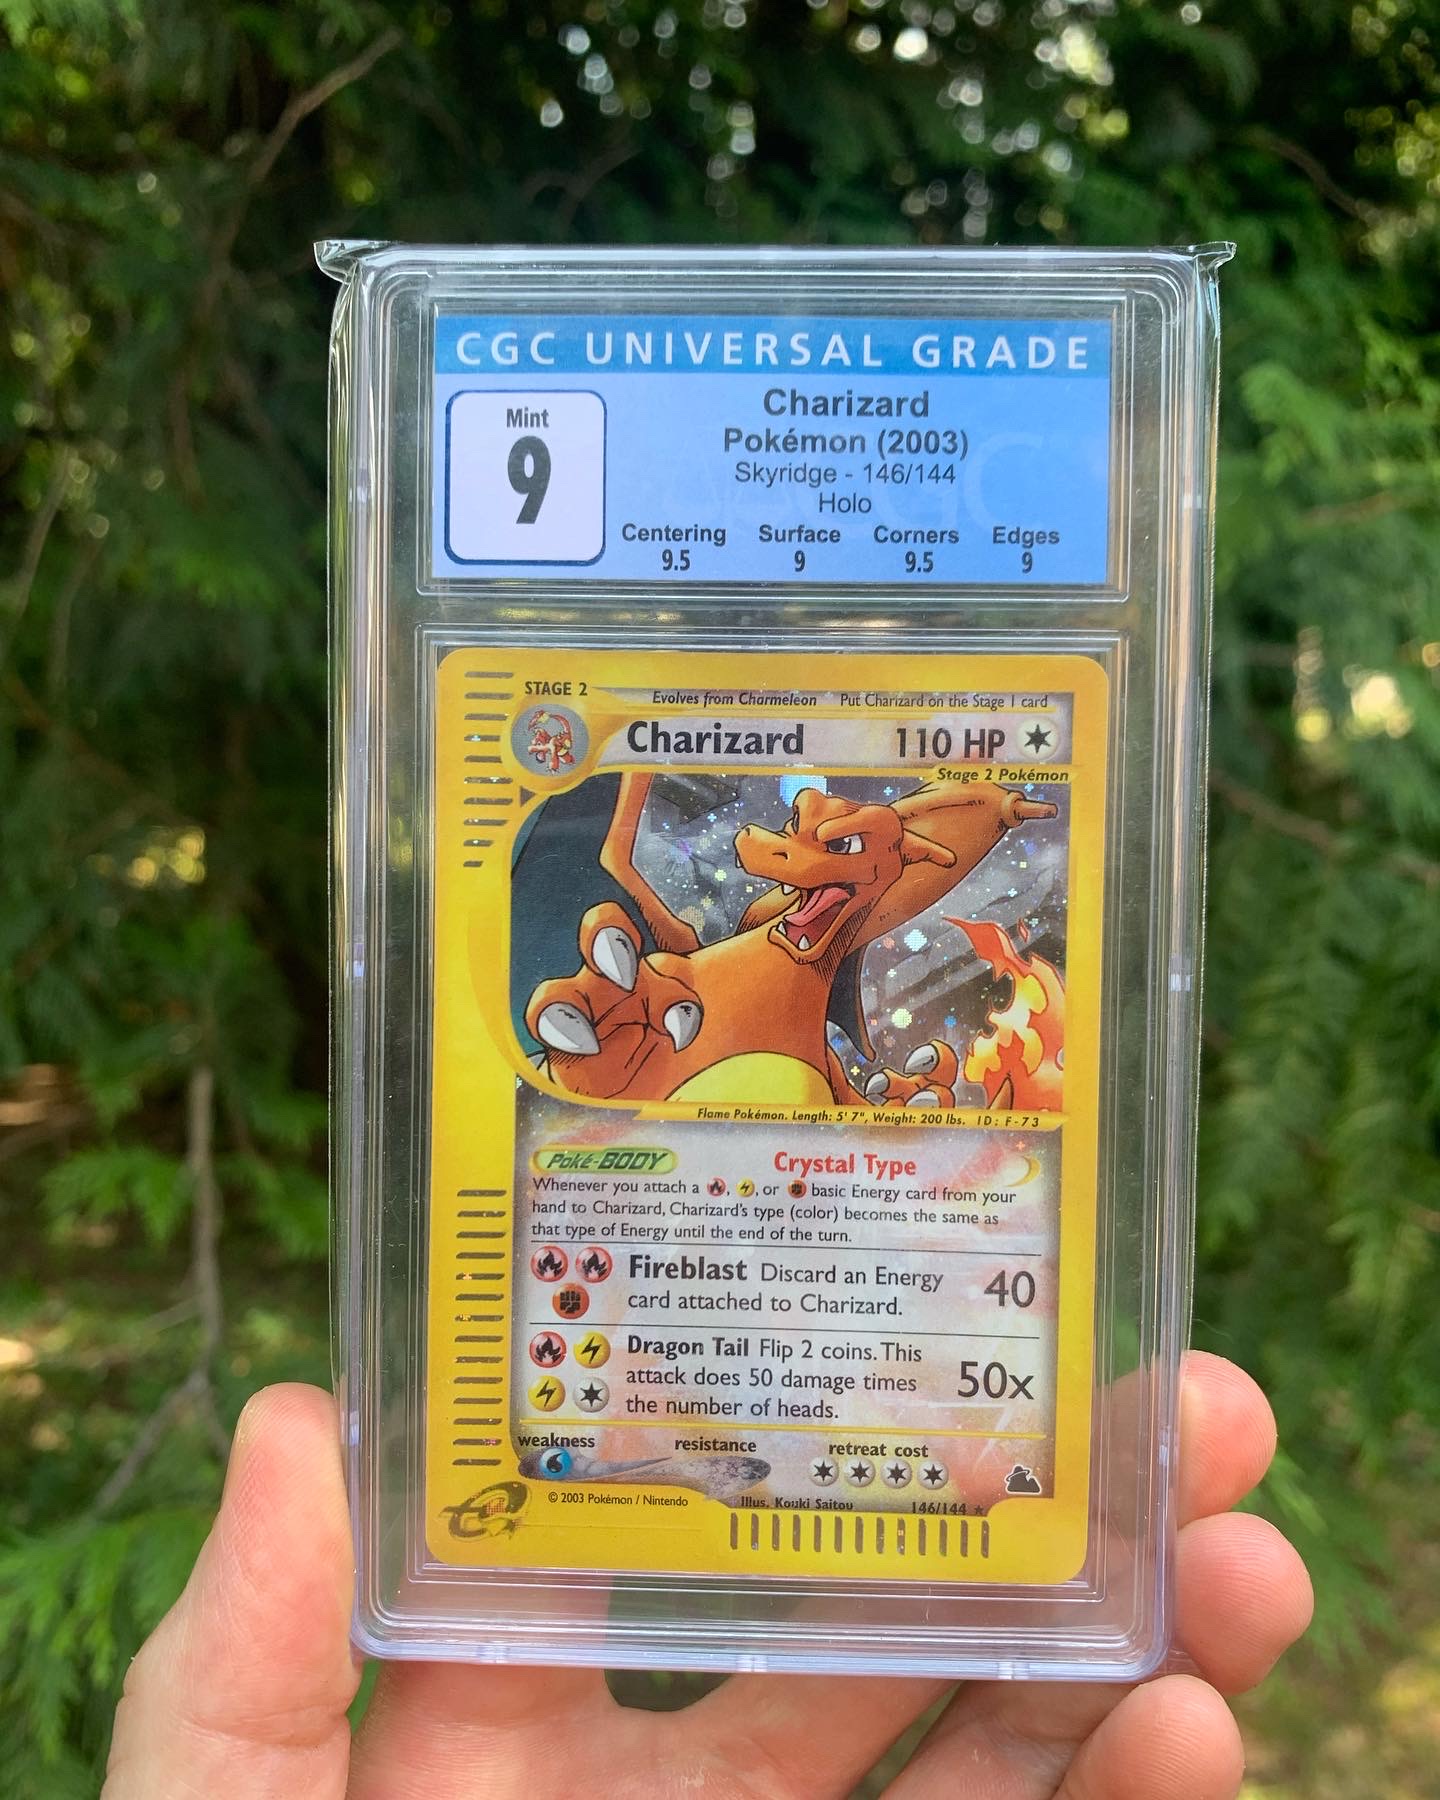 CGC UNIVERSAL GRADE
Mint
9
Charizard
Pokémon (2003)
Skyridge - 146/144
Holo
Centering Surface Corners Edges
9.5 9 9.5 9
STAGE 2
Evolves from Charmeleon Put Charizard on the Stage 1 card
Charizard 110 HP
Stage 2 Pokémon
Flame Pokémon. Length: 5' 7", Weight: 200 lbs. ID: F-73
Poké-BODY Crystal Type
Whenever you attach a , , or basic Energy card from your
hand to Charizard, Charizard's type (color) becomes the same as
that type of Energy until the end of the turn.
Fireblast Discard an Energy 40
card attached to Charizard.
Dragon Tail Flip 2 coins. This
attack does 50 damage times 50x
the number of heads.
weakness resistance retreat cost
© 2003 Pokémon / Nintendo
Illus. Kouki Saitou 146/144 ★